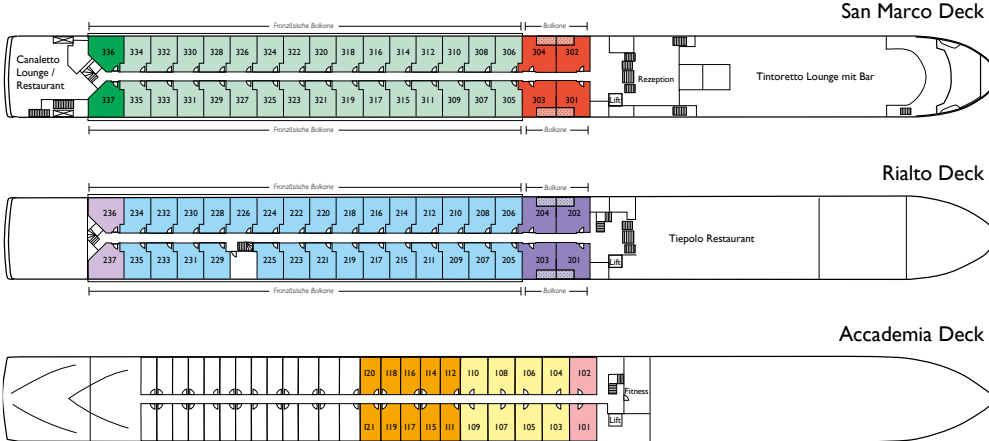 San Marco Deck
Französische Balkone
Balkone
336 334 332 330 328 326 324 322 320 318 316 314 312 310 308 306 304 302
Canaletto
Lounge /
Restaurant
Rezeption
Tintoretto Lounge mit Bar
337 335 333 331 329 327 325 323 321 319 317 315 311 309 307 305 303 301
Lift
Französische Balkone
Balkone
Rialto Deck
Französische Balkone
Balkone
236 234 232 230 228 226 224 222 220 218 216 214 212 210 208 206 204 202
Tiepolo Restaurant
237 235 233 231 229 225 223 221 219 217 215 211 209 207 205 203 201
Lift
Französische Balkone
Balkone
Accademia Deck
120 118 116 114 112 110 108 106 104 102
Fitness
121 119 117 115 111 109 107 105 103 101
Lift